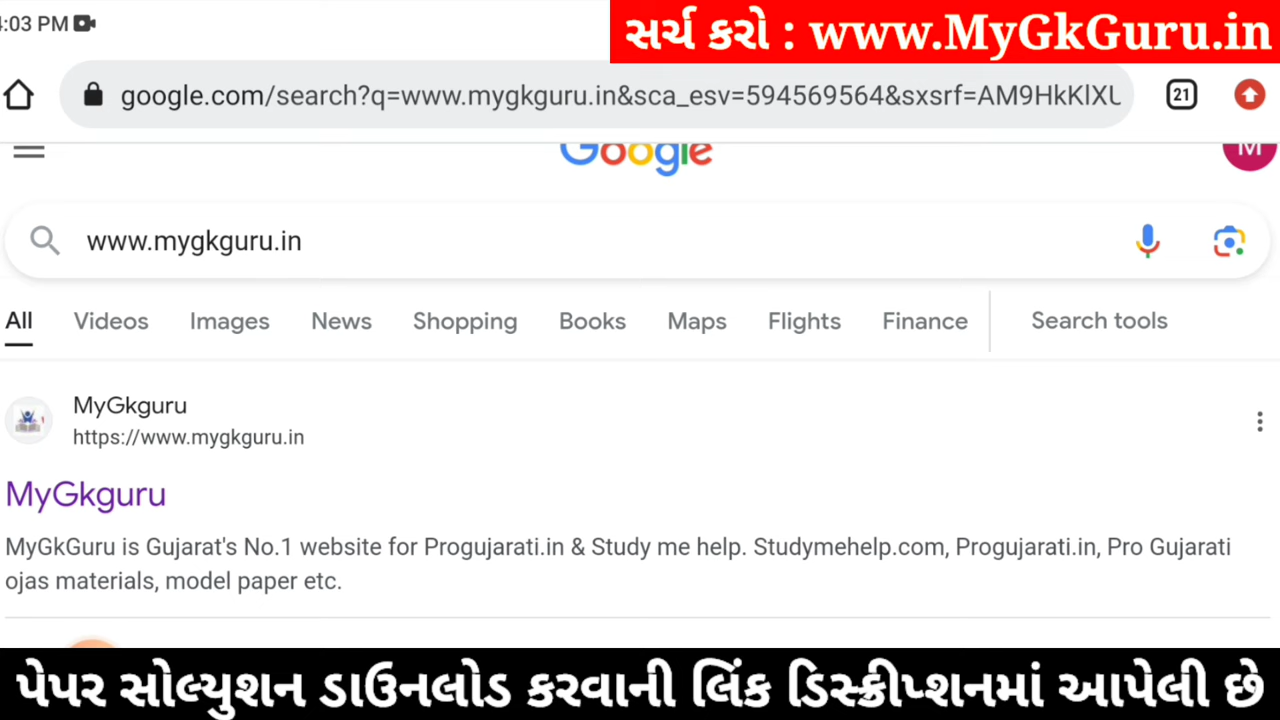 :03 PM
સર્ચ કરો : www.MyGkGuru.in
google.com/search?q=www.mygkguru.in&sca_esv=594569564&sxsrf=AM9HkKlXU
21
Google
M
www.mygkguru.in
All Videos Images News Shopping Books Maps Flights Finance Search tools
MyGkguru
https://www.mygkguru.in
MyGkguru
MyGkGuru is Gujarat's No.1 website for Progujarati.in & Study me help. Studymehelp.com, Progujarati.in, Pro Gujarati
ojas materials, model paper etc.
પેપર સોલ્યુશન ડાઉનલોડ કરવાની લિંક ડિસ્ક્રીપ્શનમાં આપેલી છે